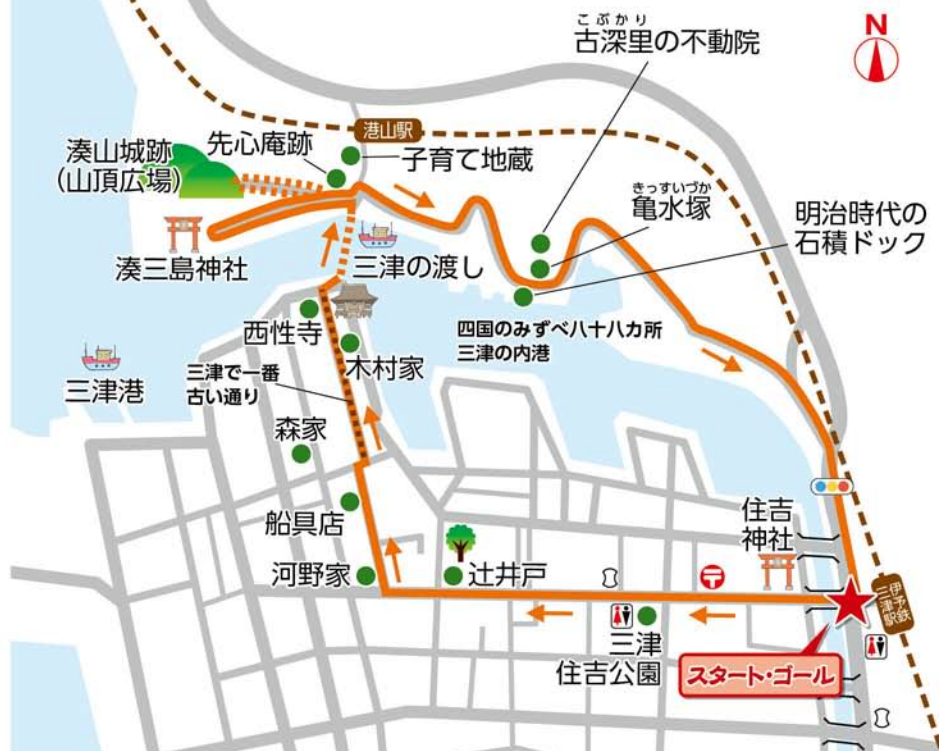 こぶかり
古深里の不動院
N
港山駅
先心庵跡
子育て地蔵
湊山城跡
(山頂広場)
きっすいづか
亀水塚
明治時代の
石積ドック
湊三島神社
三津の渡し
西性寺
四国のみずべ八十八カ所
三津の内港
木村家
三津港
三津で一番
古い通り
森家
船具店
住吉
神社
河野家
辻井戸
〒
伊予鉄
三津駅
三津
住吉公園
スタート・ゴール